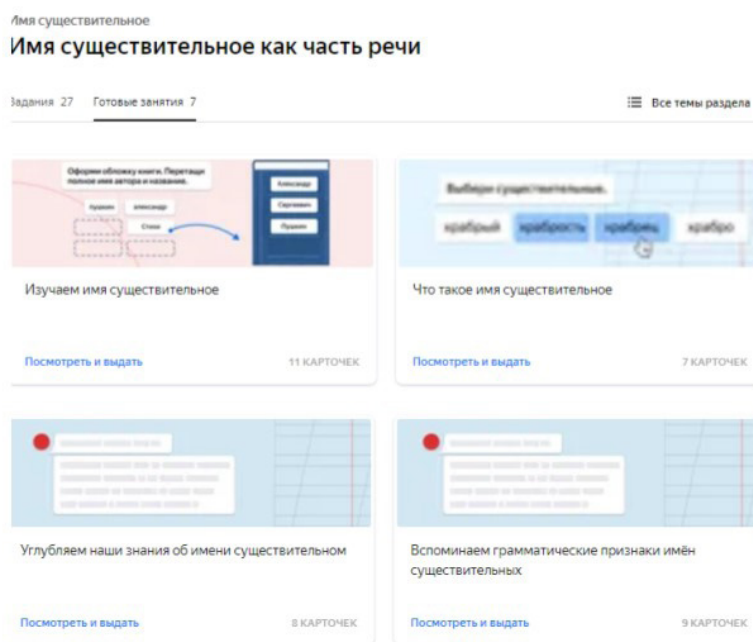 Имя существительное
Имя существительное как часть речи
Задания 27 Готовые занятия 7 Все темы раздела
Оформи обложку книги. Перетащи
полное имя автора и название.
пушкин александр
Стихи
Александр
Сергеевич
Пушкин
Выбери существительные.
храбрый храбрость храбрец храбро
Изучаем имя существительное
Что такое имя существительное
Посмотреть и выдать 11 КАРТОЧЕК
Посмотреть и выдать 7 КАРТОЧЕК
Углубляем наши знания об имени существительном
Вспоминаем грамматические признаки имён
существительных
Посмотреть и выдать 8 КАРТОЧЕК
Посмотреть и выдать 9 КАРТОЧЕК